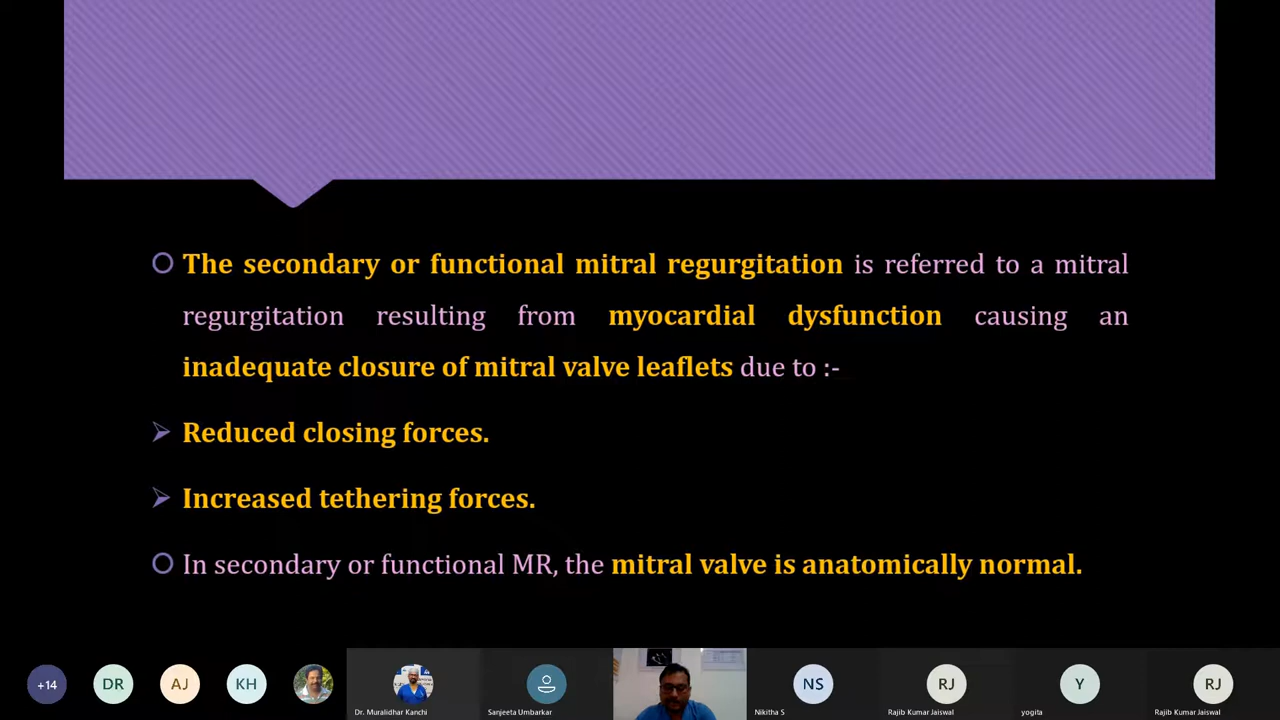 The secondary or functional mitral regurgitation is referred to a mitral
regurgitation resulting from myocardial dysfunction causing an
inadequate closure of mitral valve leaflets due to :-
Reduced closing forces.
Increased tethering forces.
In secondary or functional MR, the mitral valve is anatomically normal.
+14
DR
AJ
KH
Dr. Muralidhar Kanchi
Sanjeeta Umbarkar
NS
Nikitha S
RJ
Rajib Kumar Jaiswal
Y
yogita
RJ
Rajib Kumar Jaiswal